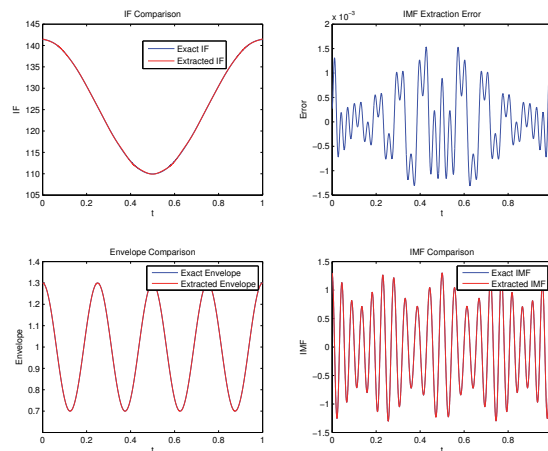 IF Comparison
145
140
135
130
125
120
115
110
105
0
0.2
0.4
0.6
0.8
1
IF
t
Exact IF
Extracted IF
IMF Extraction Error
x 10⁻³
2
1.5
1
0.5
0
−0.5
−1
−1.5
0
0.2
0.4
0.6
0.8
Error
t
Envelope Comparison
1.4
1.3
1.2
1.1
1
0.9
0.8
0.7
0
0.2
0.4
0.6
0.8
1
Envelope
t
Exact Envelope
Extracted Envelope
IMF Comparison
1.5
1
0.5
0
−0.5
−1
−1.5
0
0.2
0.4
0.6
0.8
IMF
t
Exact IMF
Extracted IMF